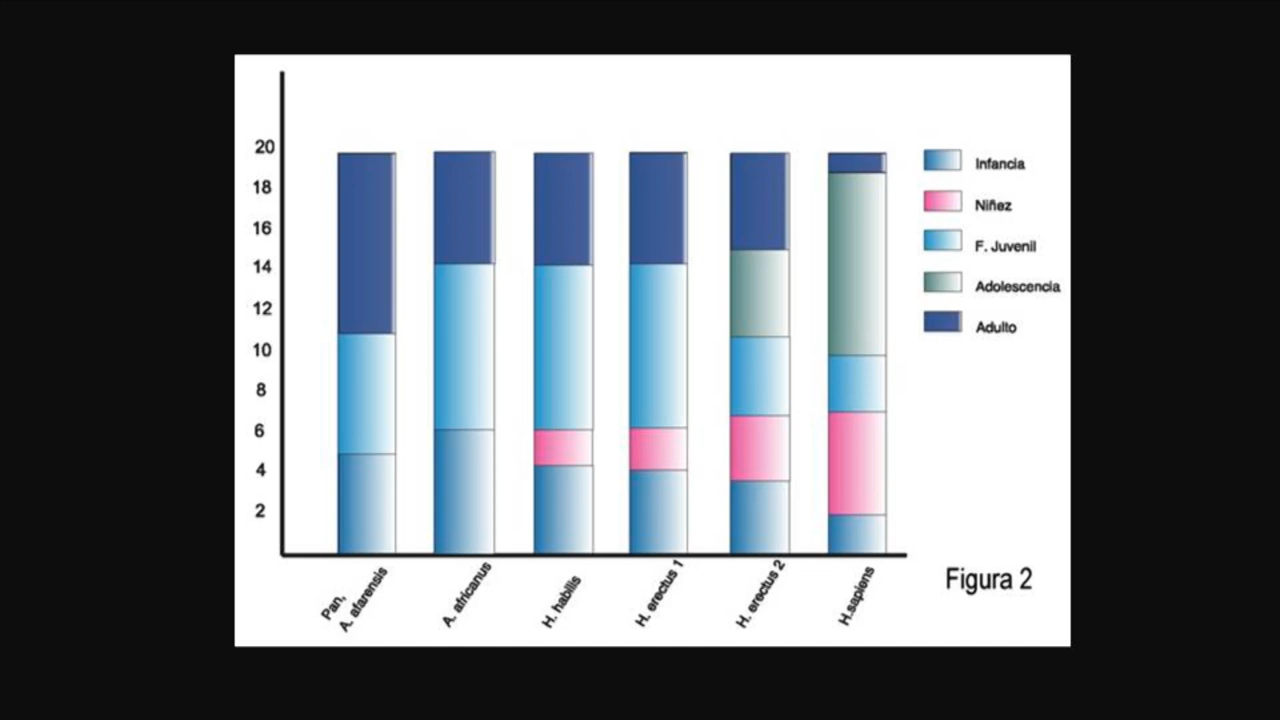 20
18
16
14
12
10
8
6
4
2
Infancia
Niñez
F. Juvenil
Adolescencia
Adulto
Pan,
A. afarensis
A. africanus
H. habilis
H. erectus 1
H. erectus 2
H.sapiens
Figura 2